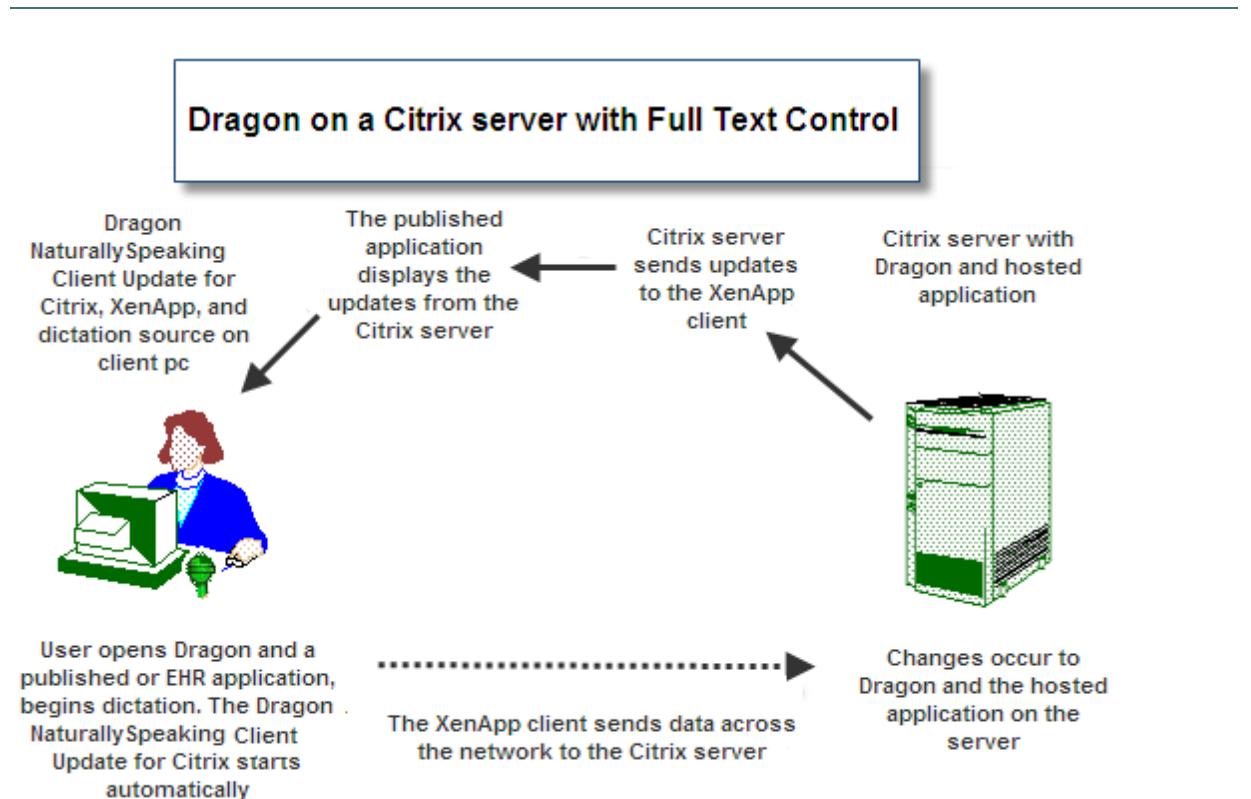 Dragon on a Citrix server with Full Text Control
Dragon
NaturallySpeaking
Client Update for
Citrix, XenApp, and
dictation source on
client pc
The published
application
displays the
updates from the
Citrix server
Citrix server
sends updates
to the XenApp
client
Citrix server with
Dragon and hosted
application
User opens Dragon and a
published or EHR application,
begins dictation. The Dragon
NaturallySpeaking Client
Update for Citrix starts
automatically
The XenApp client sends data across
the network to the Citrix server
Changes occur to
Dragon and the hosted
application on the
server